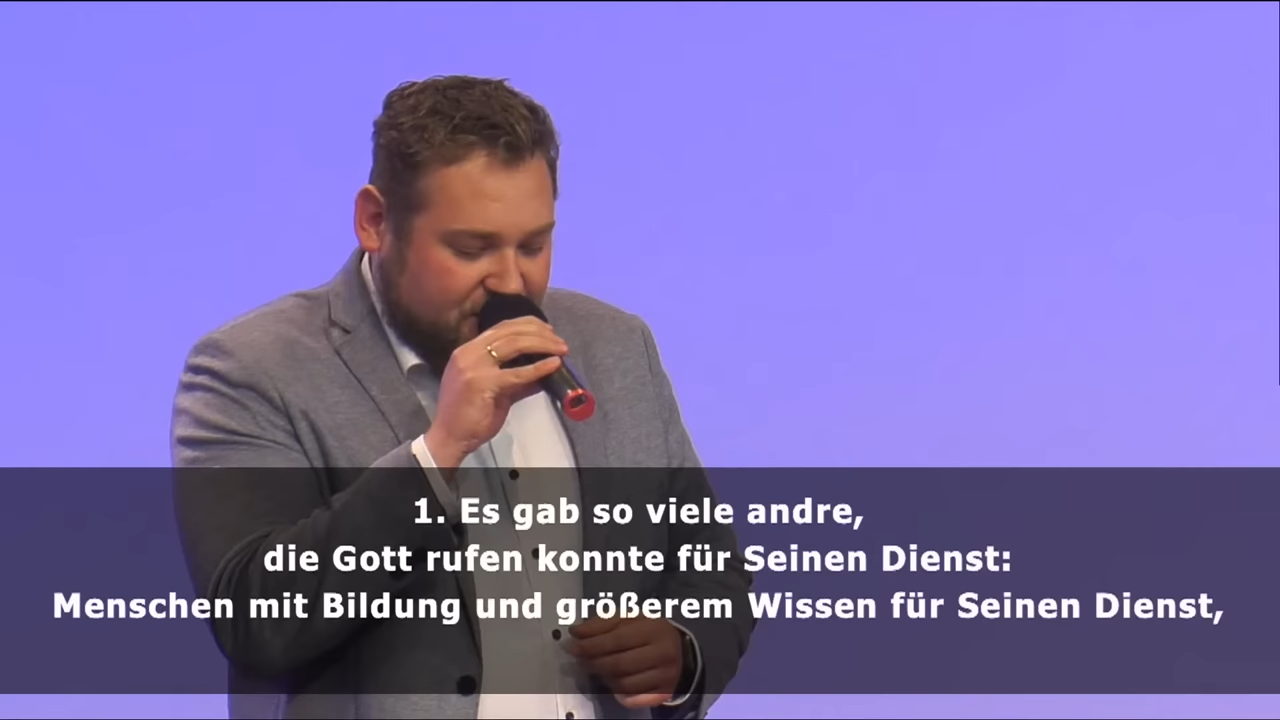 1. Es gab so viele andre,
die Gott rufen konnte für Seinen Dienst:
Menschen mit Bildung und größerem Wissen für Seinen Dienst,